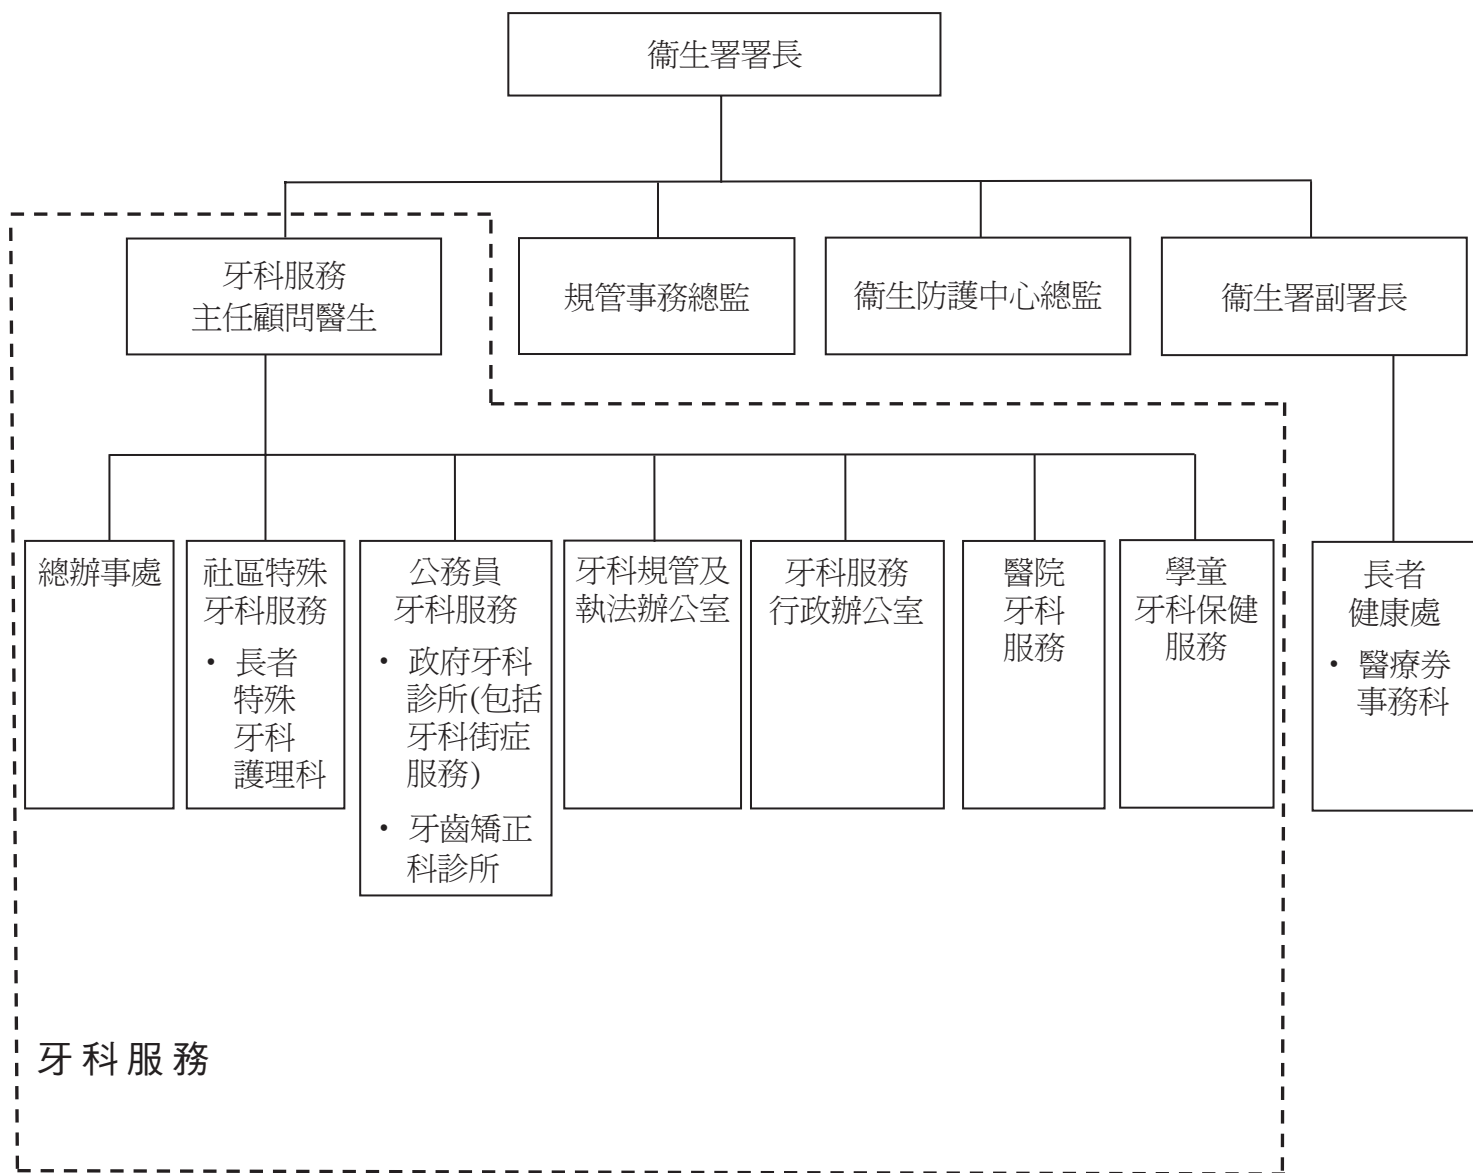 衞生署署長
牙科服務
主任顧問醫生
規管事務總監
衞生防護中心總監
衞生署副署長
總辦事處
社區特殊
牙科服務
• 長者
特殊
牙科
護理科
公務員
牙科服務
• 政府牙科
診所(包括
牙科街症
服務)
• 牙齒矯正
科診所
牙科規管及
執法辦公室
牙科服務
行政辦公室
醫院
牙科
服務
學童
牙科保健
服務
長者
健康處
• 醫療券
事務科
牙科服務